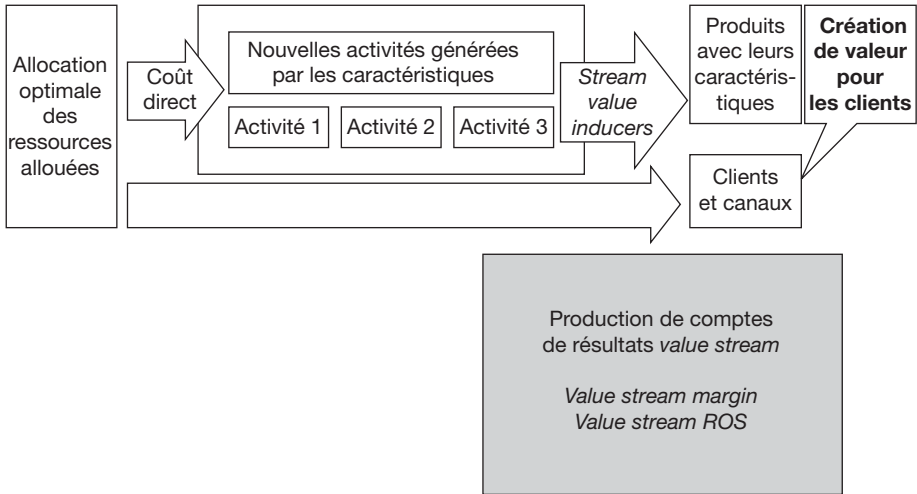 Allocation
optimale
des
ressources
allouées
Coût
direct
Nouvelles activités générées
par les caractéristiques
Activité 1
Activité 2
Activité 3
Stream
value
inducers
Produits
avec leurs
caractéris-
tiques
Création
de valeur
pour
les clients
Clients
et canaux
Production de comptes
de résultats value stream
Value stream margin
Value stream ROS